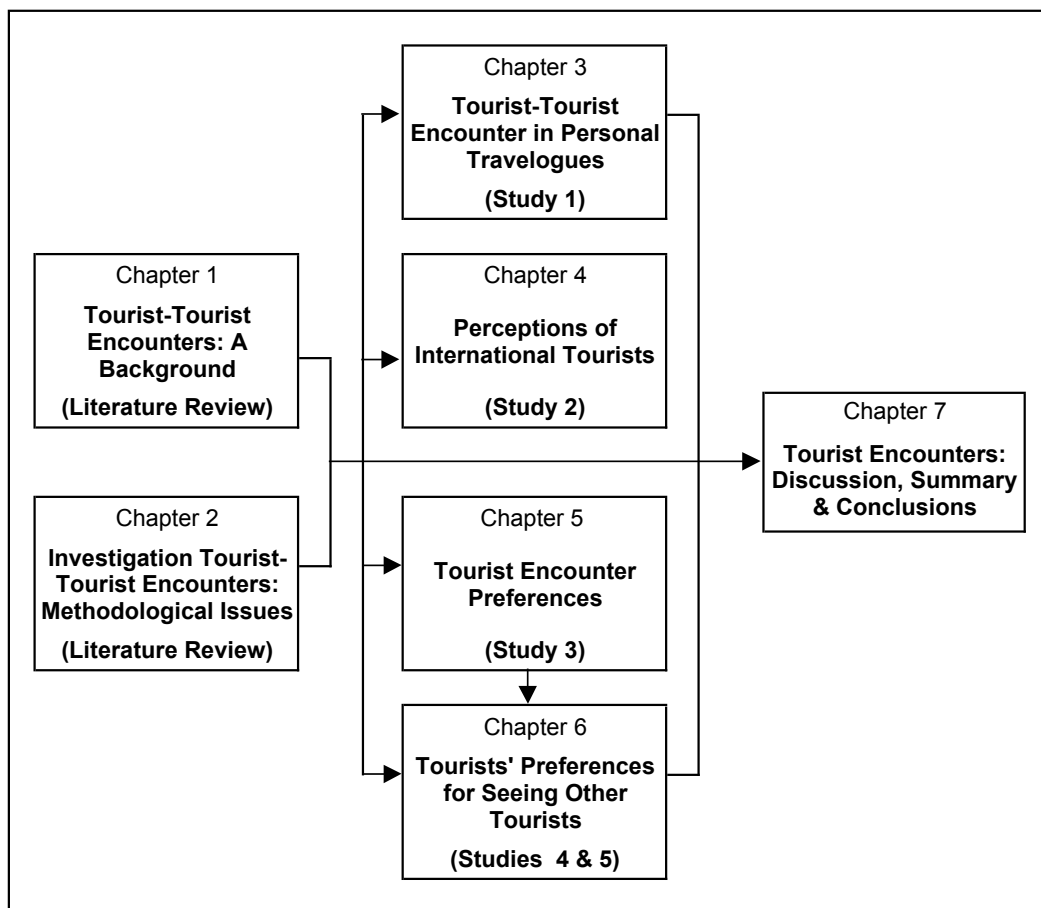 Chapter 1
Tourist-Tourist
Encounters: A
Background
(Literature Review)
Chapter 2
Investigation Tourist-
Tourist Encounters:
Methodological Issues
(Literature Review)
Chapter 3
Tourist-Tourist
Encounter in Personal
Travelogues
(Study 1)
Chapter 4
Perceptions of
International Tourists
(Study 2)
Chapter 5
Tourist Encounter
Preferences
(Study 3)
Chapter 6
Tourists' Preferences
for Seeing Other
Tourists
(Studies 4 & 5)
Chapter 7
Tourist Encounters:
Discussion, Summary
& Conclusions